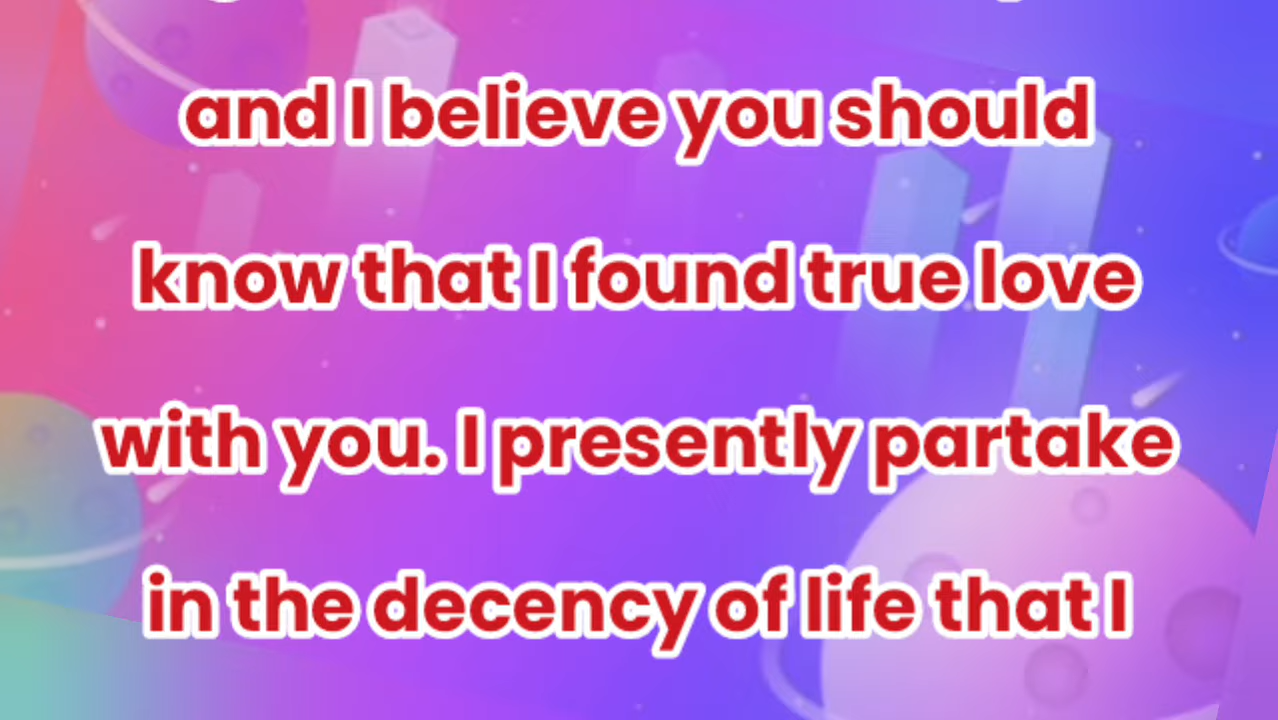 and I believe you should
know that I found true love
with you. I presently partake
in the decency of life that I